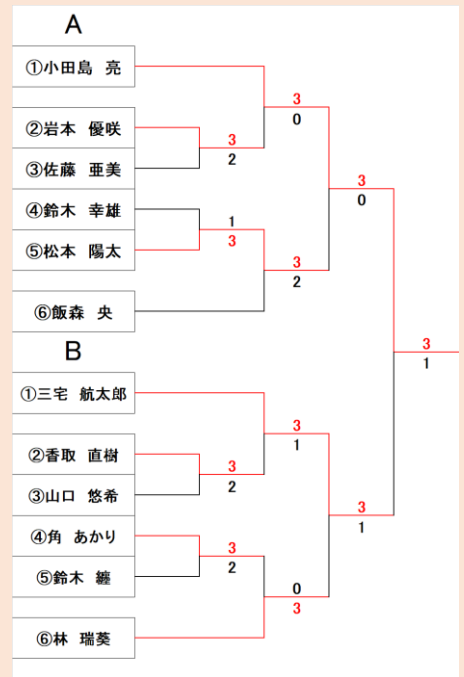 A
①小田島 亮
3
0
②岩本 優咲
3
2
③佐藤 亜美
3
0
④鈴木 幸雄
1
3
⑤松本 陽太
3
2
⑥飯森 央
B
3
1
①三宅 航太郎
3
1
②香取 直樹
3
2
③山口 悠希
3
1
④角 あかり
3
2
⑤鈴木 纏
0
3
⑥林 瑞葵